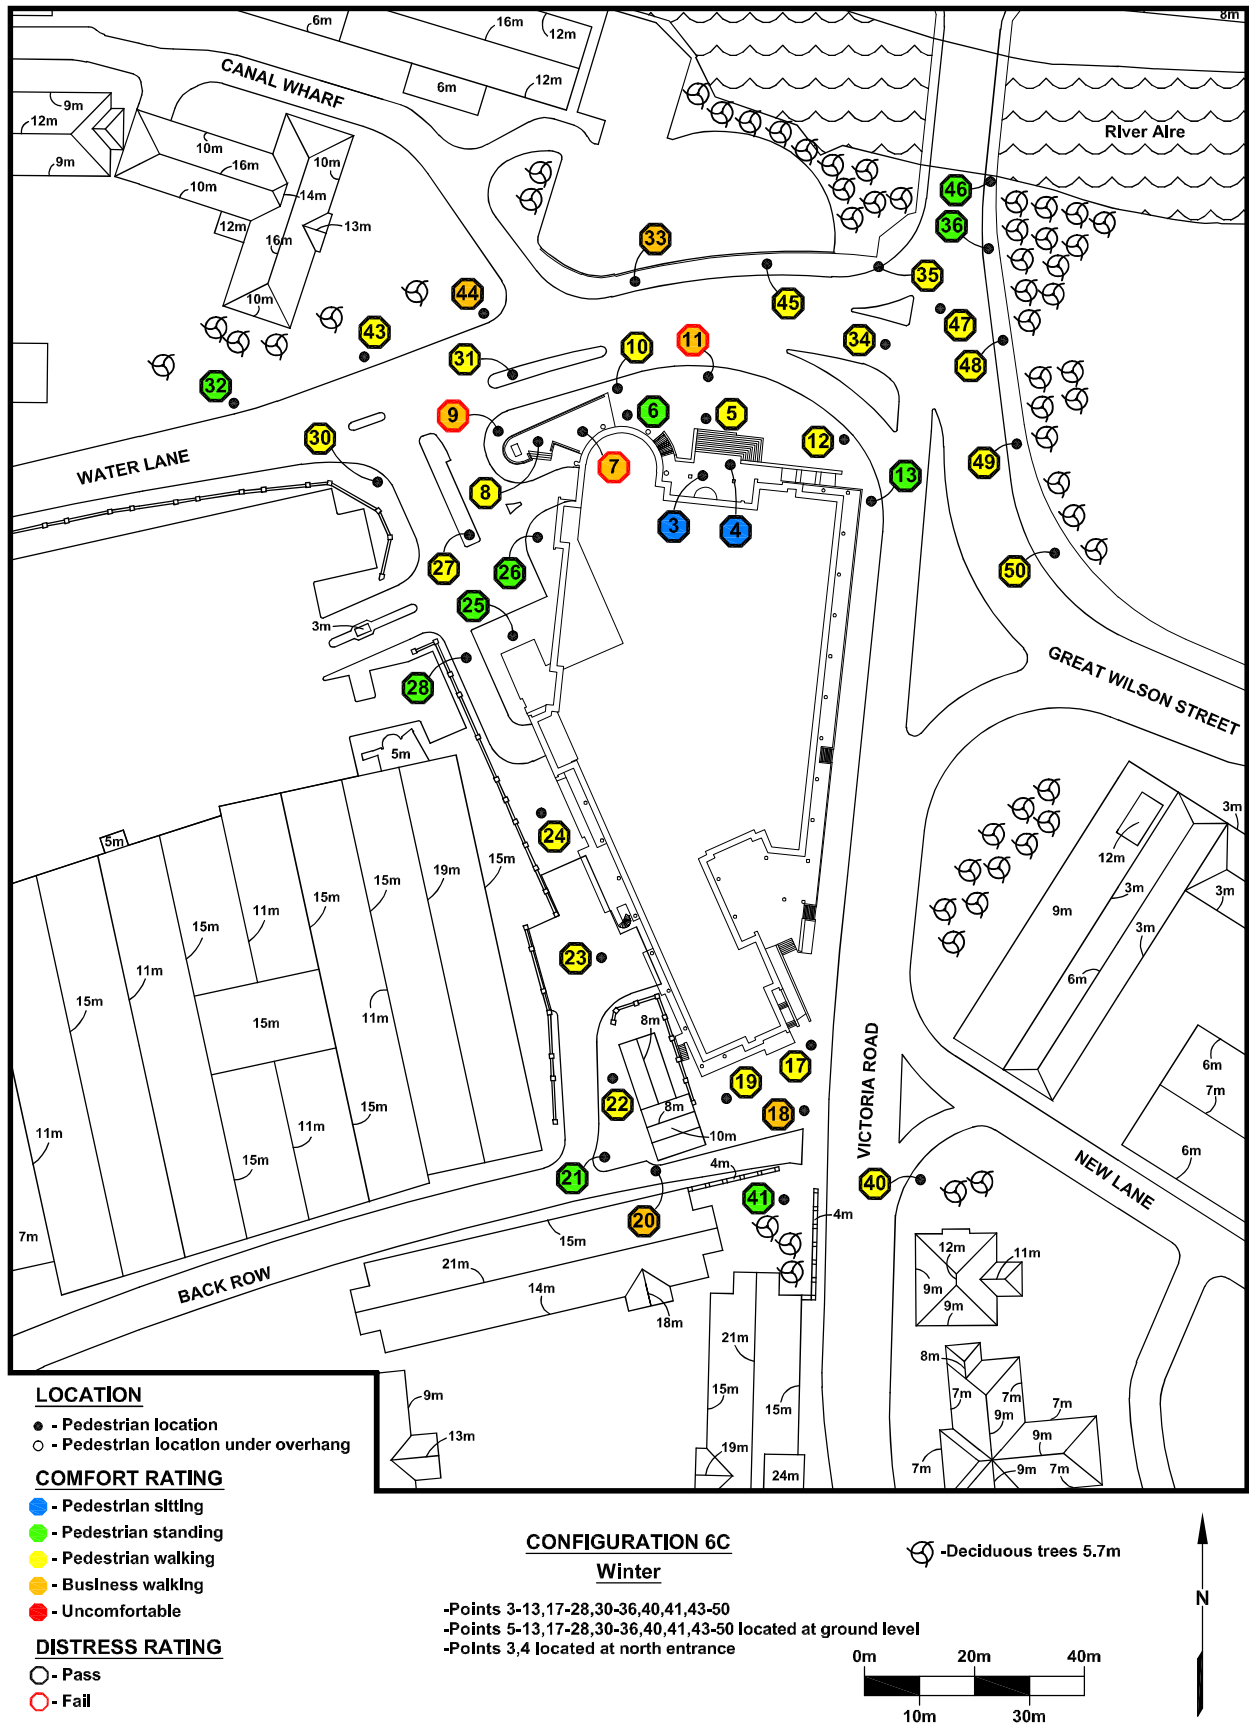 6m
16m
12m
8m
CANAL WHARF
6m
12m
9m
12m
9m
10m
16m
10m
10m
14m
12m
16m
13m
10m
River Aire
46
36
33
35
44
45
47
43
10
11
34
31
48
32
9
6
5
30
12
49
WATER LANE
7
13
8
3
4
27
26
50
25
3m
28
GREAT WILSON STREET
5m
24
5m
15m
11m
15m
15m
19m
15m
15m
11m
15m
15m
11m
11m
15m
11m
15m
7m
23
8m
22
8m
10m
19
17
18
21
20
4m
41
40
4m
VICTORIA ROAD
NEW LANE
12m
3m
3m
3m
3m
9m
6m
6m
7m
6m
BACK ROW
15m
21m
14m
18m
12m
11m
9m
9m
21m
15m
15m
19m
24m
8m
7m
7m
7m
9m
9m
7m
9m
7m
9m
13m
LOCATION
- Pedestrian location
- Pedestrian location under overhang
COMFORT RATING
- Pedestrian sitting
- Pedestrian standing
- Pedestrian walking
- Business walking
- Uncomfortable
DISTRESS RATING
- Pass
- Fail
CONFIGURATION 6C
Winter
-Points 3-13,17-28,30-36,40,41,43-50
-Points 5-13,17-28,30-36,40,41,43-50 located at ground level
-Points 3,4 located at north entrance
-Deciduous trees 5.7m
N
0m 20m 40m
10m 30m